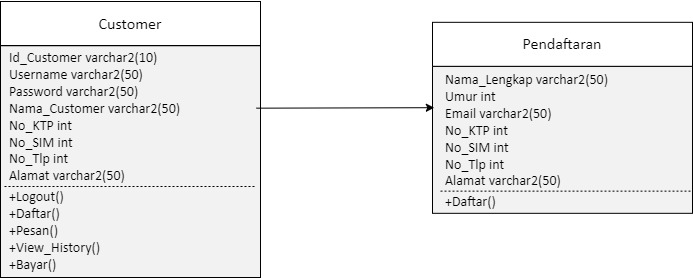 Customer
Id_Customer varchar2(10)
Username varchar2(50)
Password varchar2(50)
Nama_Customer varchar2(50)
No_KTP int
No_SIM int
No_Tlp int
Alamat varchar2(50)
+Logout()
+Daftar()
+Pesan()
+View_History()
+Bayar()
Pendaftaran
Nama_Lengkap varchar2(50)
Umur int
Email varchar2(50)
No_KTP int
No_SIM int
No_Tlp int
Alamat varchar2(50)
+Daftar()